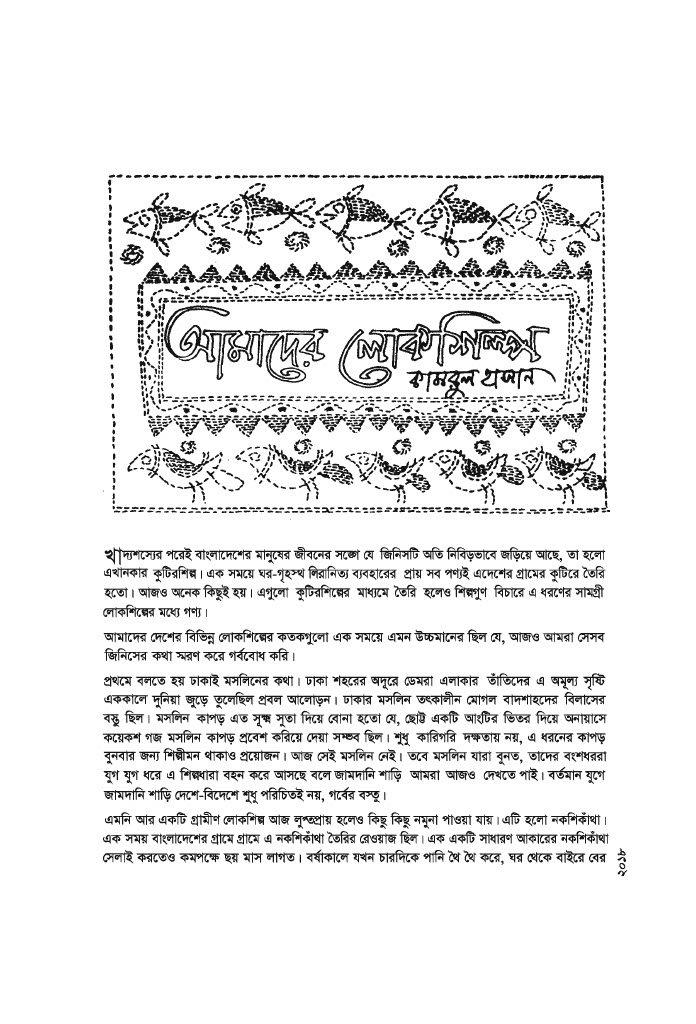 আমাদের লোকশিল্প
কামরুল হাসান
খাদ্যশস্যের পরেই বাংলাদেশের মানুষের জীবনের সঙ্গে যে জিনিসটি অতি নিবিড়ভাবে জড়িয়ে আছে, তা হলো
এখানকার কুটিরশিল্প। এক সময়ে ঘর-গৃহস্থ লিরানিত্য ব্যবহারের প্রায় সব পণ্যই এদেশের গ্রামের কুটিরে তৈরি
হতো। আজও অনেক কিছুই হয়। এগুলো কুটিরশিল্পের মাধ্যমে তৈরি হলেও শিল্পগুণ বিচারে এ ধরণের সামগ্রী
লোকশিল্পের মধ্যে গণ্য।
আমাদের দেশের বিভিন্ন লোকশিল্পের কতকগুলো এক সময়ে এমন উচ্চমানের ছিল যে, আজও আমরা সেসব
জিনিসের কথা স্মরণ করে গর্ববোধ করি।
প্রথমে বলতে হয় ঢাকাই মসলিনের কথা। ঢাকা শহরের অদূরে ডেমরা এলাকার তাঁতিদের এ অমূল্য সৃষ্টি
এককালে দুনিয়া জুড়ে তুলেছিল প্রবল আলোড়ন। ঢাকার মসলিন তৎকালীন মোগল বাদশাহদের বিলাসের
বস্তু ছিল। মসলিন কাপড় এত সূক্ষ্ম সুতা দিয়ে বোনা হতো যে, ছোট্ট একটি আংটির ভিতর দিয়ে অনায়াসে
কয়েকশ গজ মসলিন কাপড় প্রবেশ করিয়ে দেয়া সম্ভব ছিল। শুধু কারিগরি দক্ষতায় নয়, এ ধরনের কাপড়
বুনবার জন্য শিল্পীমন থাকাও প্রয়োজন। আজ সেই মসলিন নেই। তবে মসলিন যারা বুনত, তাদের বংশধররা
যুগ যুগ ধরে এ শিল্পধারা বহন করে আসছে বলে জামদানি শাড়ি আমরা আজও দেখতে পাই। বর্তমান যুগে
জামদানি শাড়ি দেশে-বিদেশে শুধু পরিচিতই নয়, গর্বের বস্তু।
এমনি আর একটি গ্রামীণ লোকশিল্প আজ লুপ্তপ্রায় হলেও কিছু কিছু নমুনা পাওয়া যায়। এটি হলো নকশিকাঁথা।
এক সময় বাংলাদেশের গ্রামে গ্রামে এ নকশিকাঁথা তৈরির রেওয়াজ ছিল। এক একটি সাধারণ আকারের নকশিকাঁথা
সেলাই করতেও কমপক্ষে ছয় মাস লাগত। বর্ষাকালে যখন চারদিকে পানি থৈ থৈ করে, ঘর থেকে বাইরে বের
২০১৮